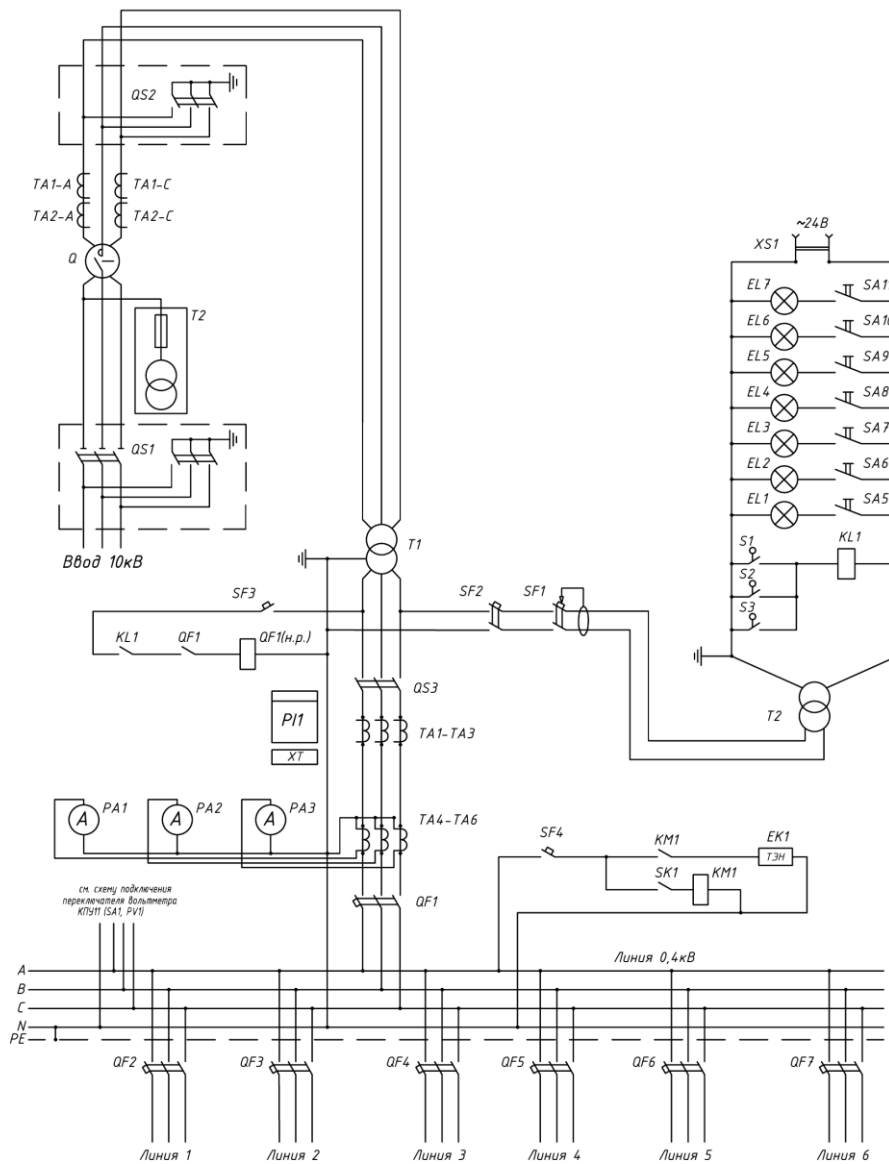 QS2
TA1-A
TA1-C
TA2-A
TA2-C
Q
T2
QS1
Ввод 10кВ
~24В
XS1
EL7
EL6
SA10
EL5
SA9
EL4
SA8
EL3
SA7
EL2
SA6
EL1
SA5
S1
KL1
S2
S3
T2
T1
SF3
SF2
SF1
KL1
QF1
QF1(н.р.)
QS3
PI1
TA1-TA3
XT
PA1
A
PA2
A
PA3
A
TA4-TA6
SF4
KM1
EK1
ТЭН
SK1
KM1
см. схему подключения
переключателя вольтметра
КПУ11 (SA1, PV1)
QF1
Линия 0,4кВ
A
B
C
N
PE
QF2
QF3
QF4
QF5
QF6
QF7
Линия 1
Линия 2
Линия 3
Линия 4
Линия 5
Линия 6